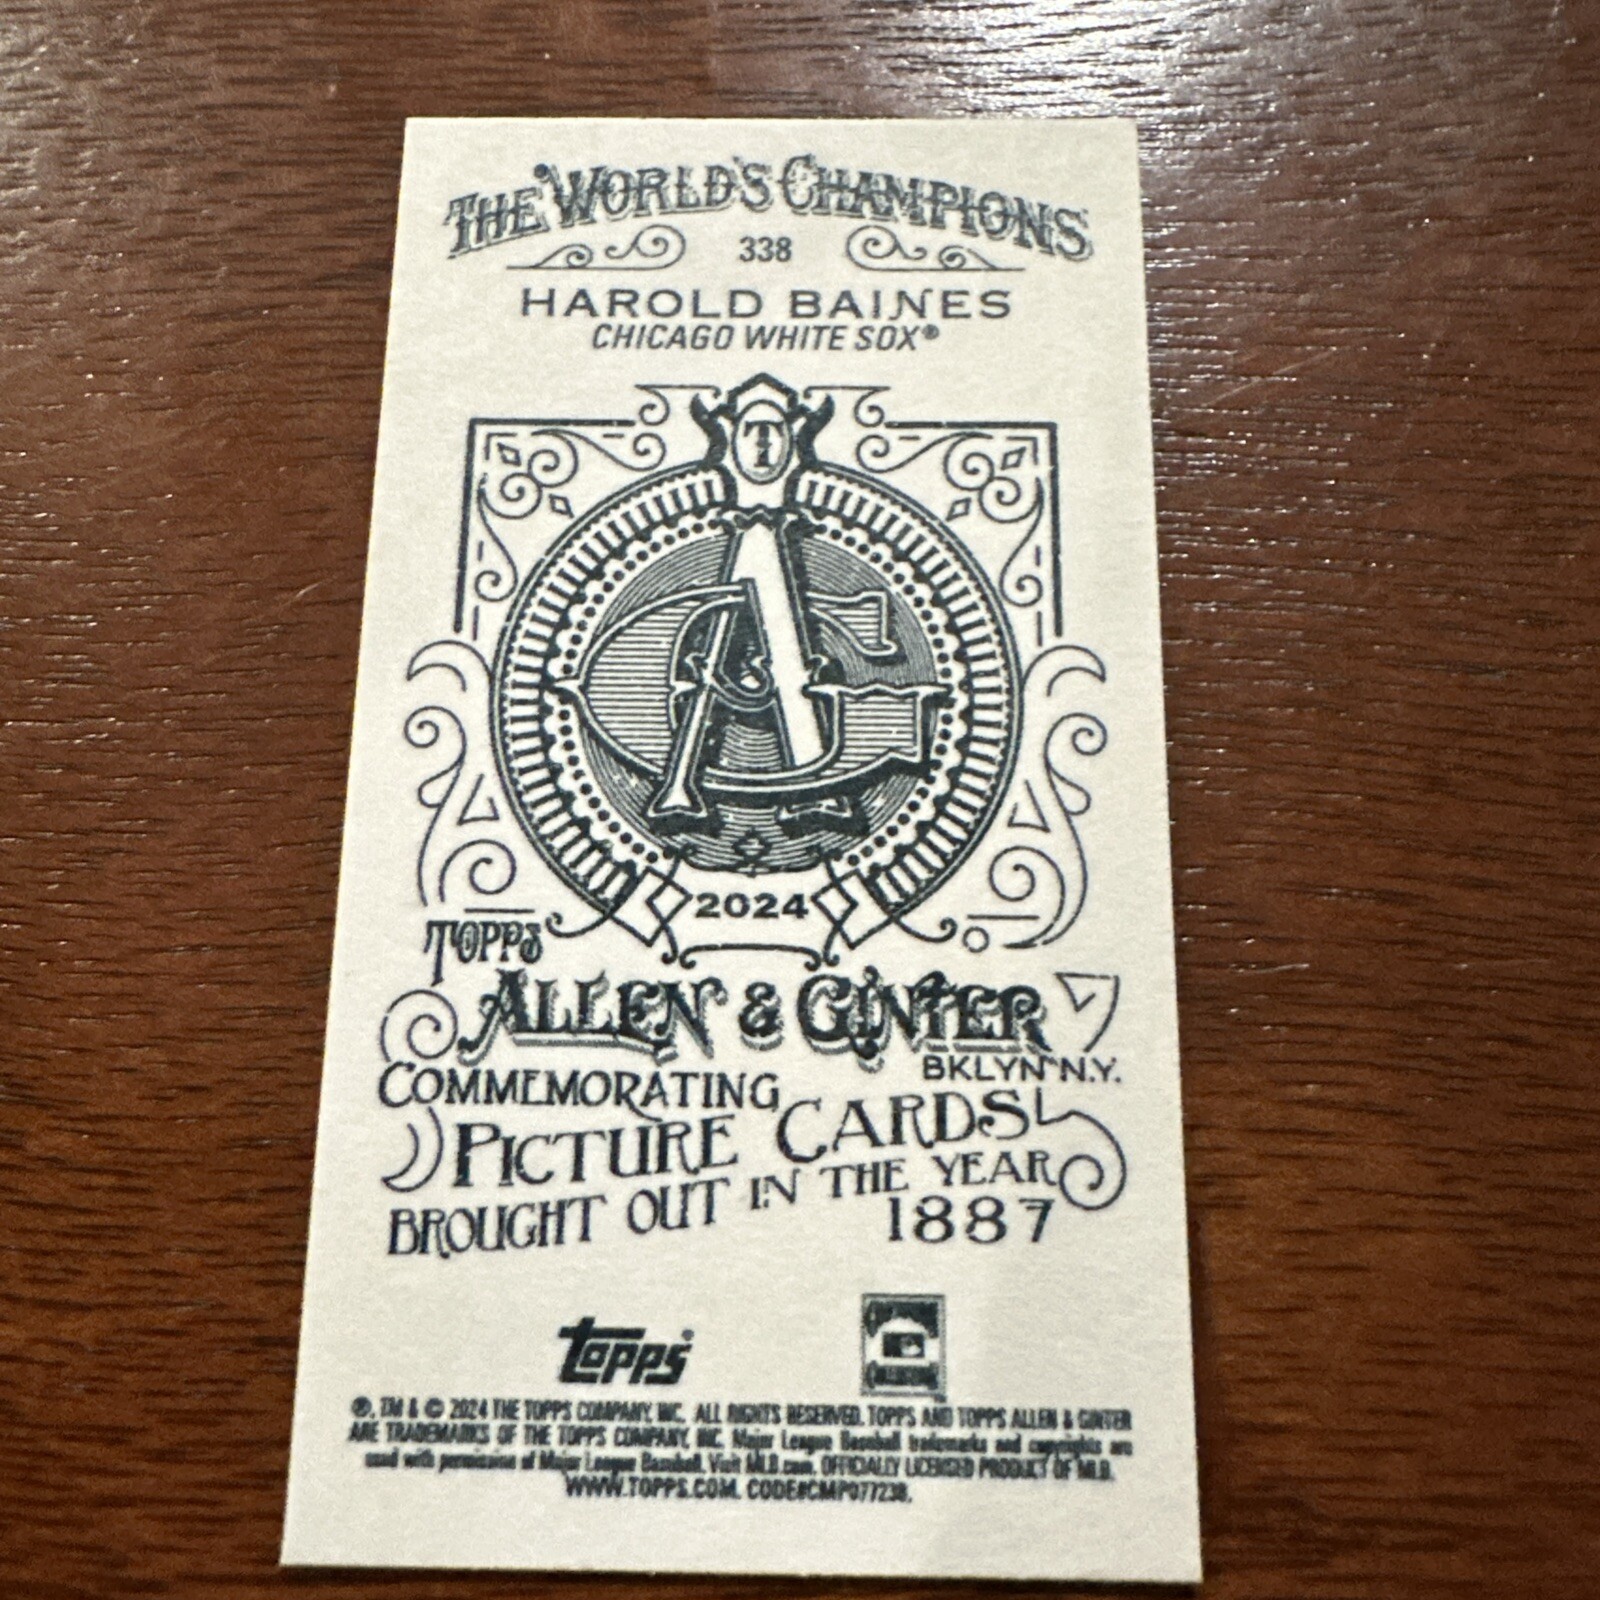 THE WORLD'S CHAMPIONS
338
HAROLD BAINES
CHICAGO WHITE SOX®
T
A&G
2024
TOPPS
ALLEN & GINTER
BKLYN N.Y.
COMMEMORATING
PICTURE CARDS
BROUGHT OUT IN THE YEAR
1887
topps®
®, TM & © 2024 THE TOPPS COMPANY, INC. ALL RIGHTS RESERVED. TOPPS AND TOPPS ALLEN & GINTER
ARE TRADEMARKS OF THE TOPPS COMPANY, INC. Major League Baseball trademarks and copyrights are
used with permission of Major League Baseball. Visit MLB.com. OFFICIALLY LICENSED PRODUCT OF MLB.
WWW.TOPPS.COM. CODE#CMP077238.